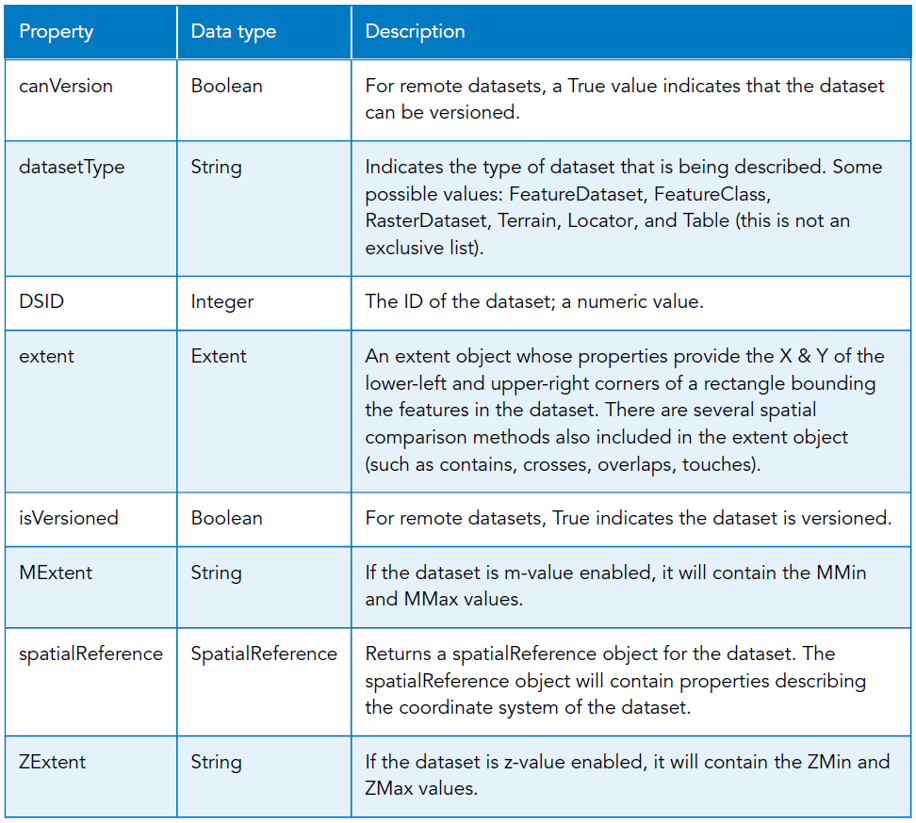 Property Data type Description
canVersion Boolean For remote datasets, a True value indicates that the dataset
can be versioned.
datasetType String Indicates the type of dataset that is being described. Some
possible values: FeatureDataset, FeatureClass,
RasterDataset, Terrain, Locator, and Table (this is not an
exclusive list).
DSID Integer The ID of the dataset; a numeric value.
extent Extent An extent object whose properties provide the X & Y of the
lower-left and upper-right corners of a rectangle bounding
the features in the dataset. There are several spatial
comparison methods also included in the extent object
(such as contains, crosses, overlaps, touches).
isVersioned Boolean For remote datasets, True indicates the dataset is versioned.
MExtent String If the dataset is m-value enabled, it will contain the MMin
and MMax values.
spatialReference SpatialReference Returns a spatialReference object for the dataset. The
spatialReference object will contain properties describing
the coordinate system of the dataset.
ZExtent String If the dataset is z-value enabled, it will contain the ZMin and
ZMax values.